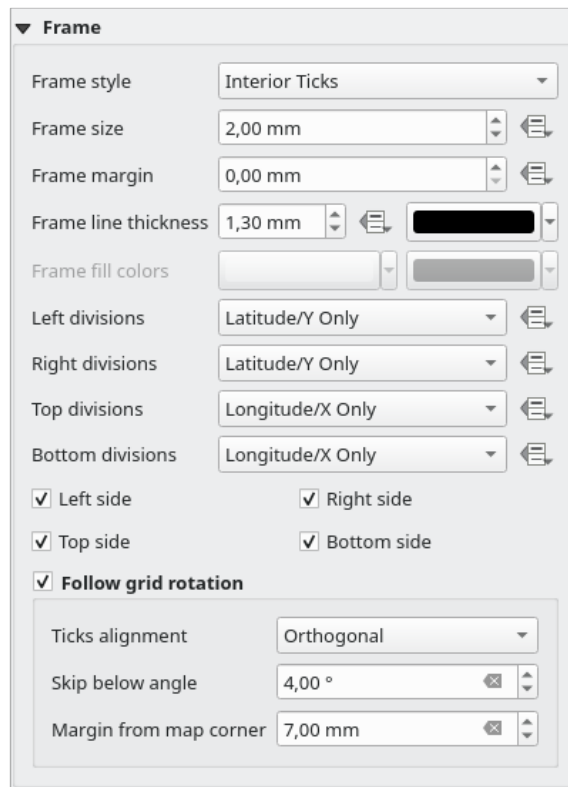 Frame
Frame style Interior Ticks
Frame size 2,00 mm
Frame margin 0,00 mm
Frame line thickness 1,30 mm
Frame fill colors
Left divisions Latitude/Y Only
Right divisions Latitude/Y Only
Top divisions Longitude/X Only
Bottom divisions Longitude/X Only
Left side Right side
Top side Bottom side
Follow grid rotation
Ticks alignment Orthogonal
Skip below angle 4,00 °
Margin from map corner 7,00 mm